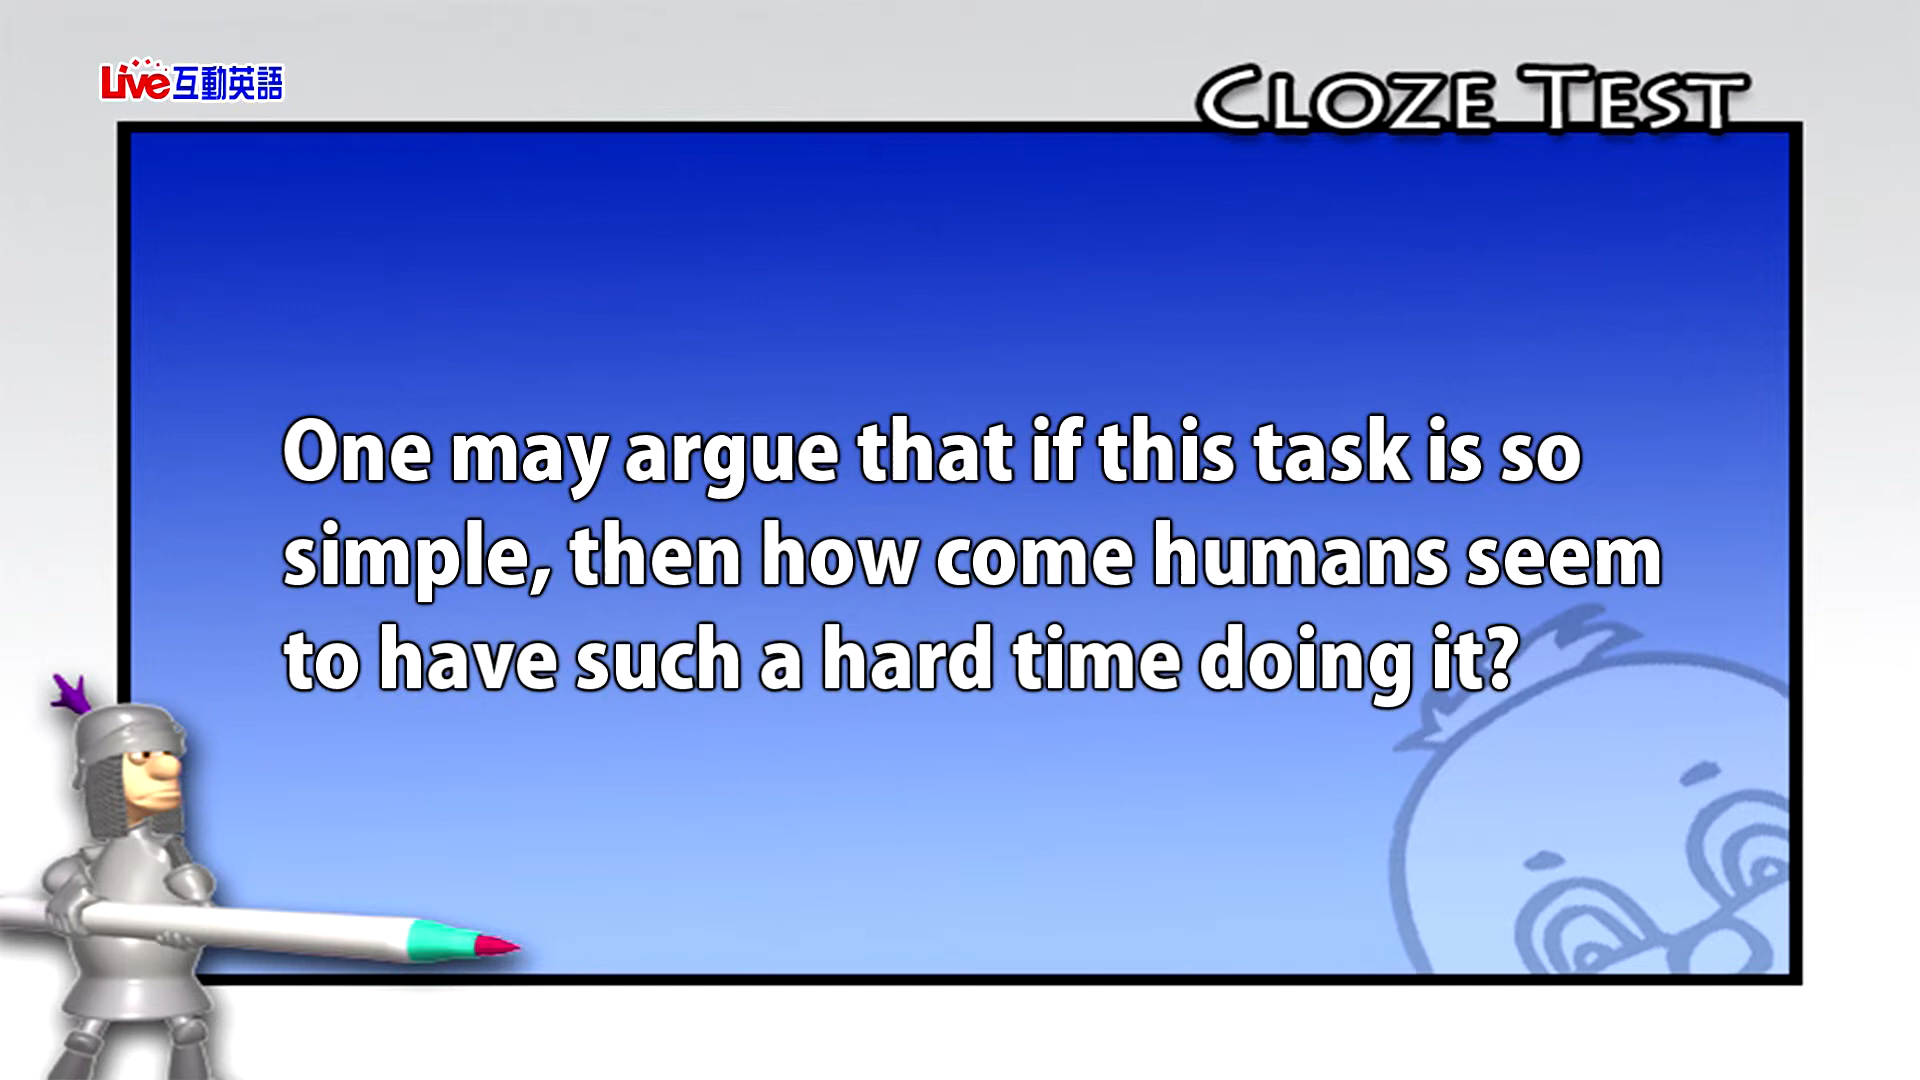 Live互動英語
CLOZE TEST
One may argue that if this task is so
simple, then how come humans seem
to have such a hard time doing it?